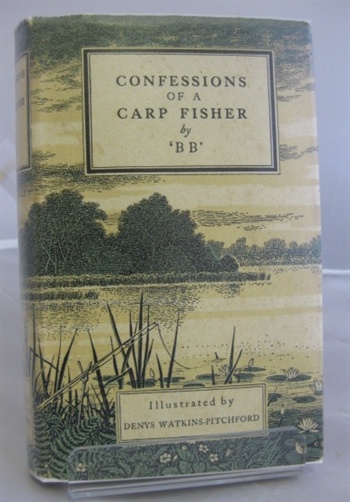 CONFESSIONS
OF A
CARP FISHER
by
'BB'
Illustrated by
DENYS WATKINS-PITCHFORD